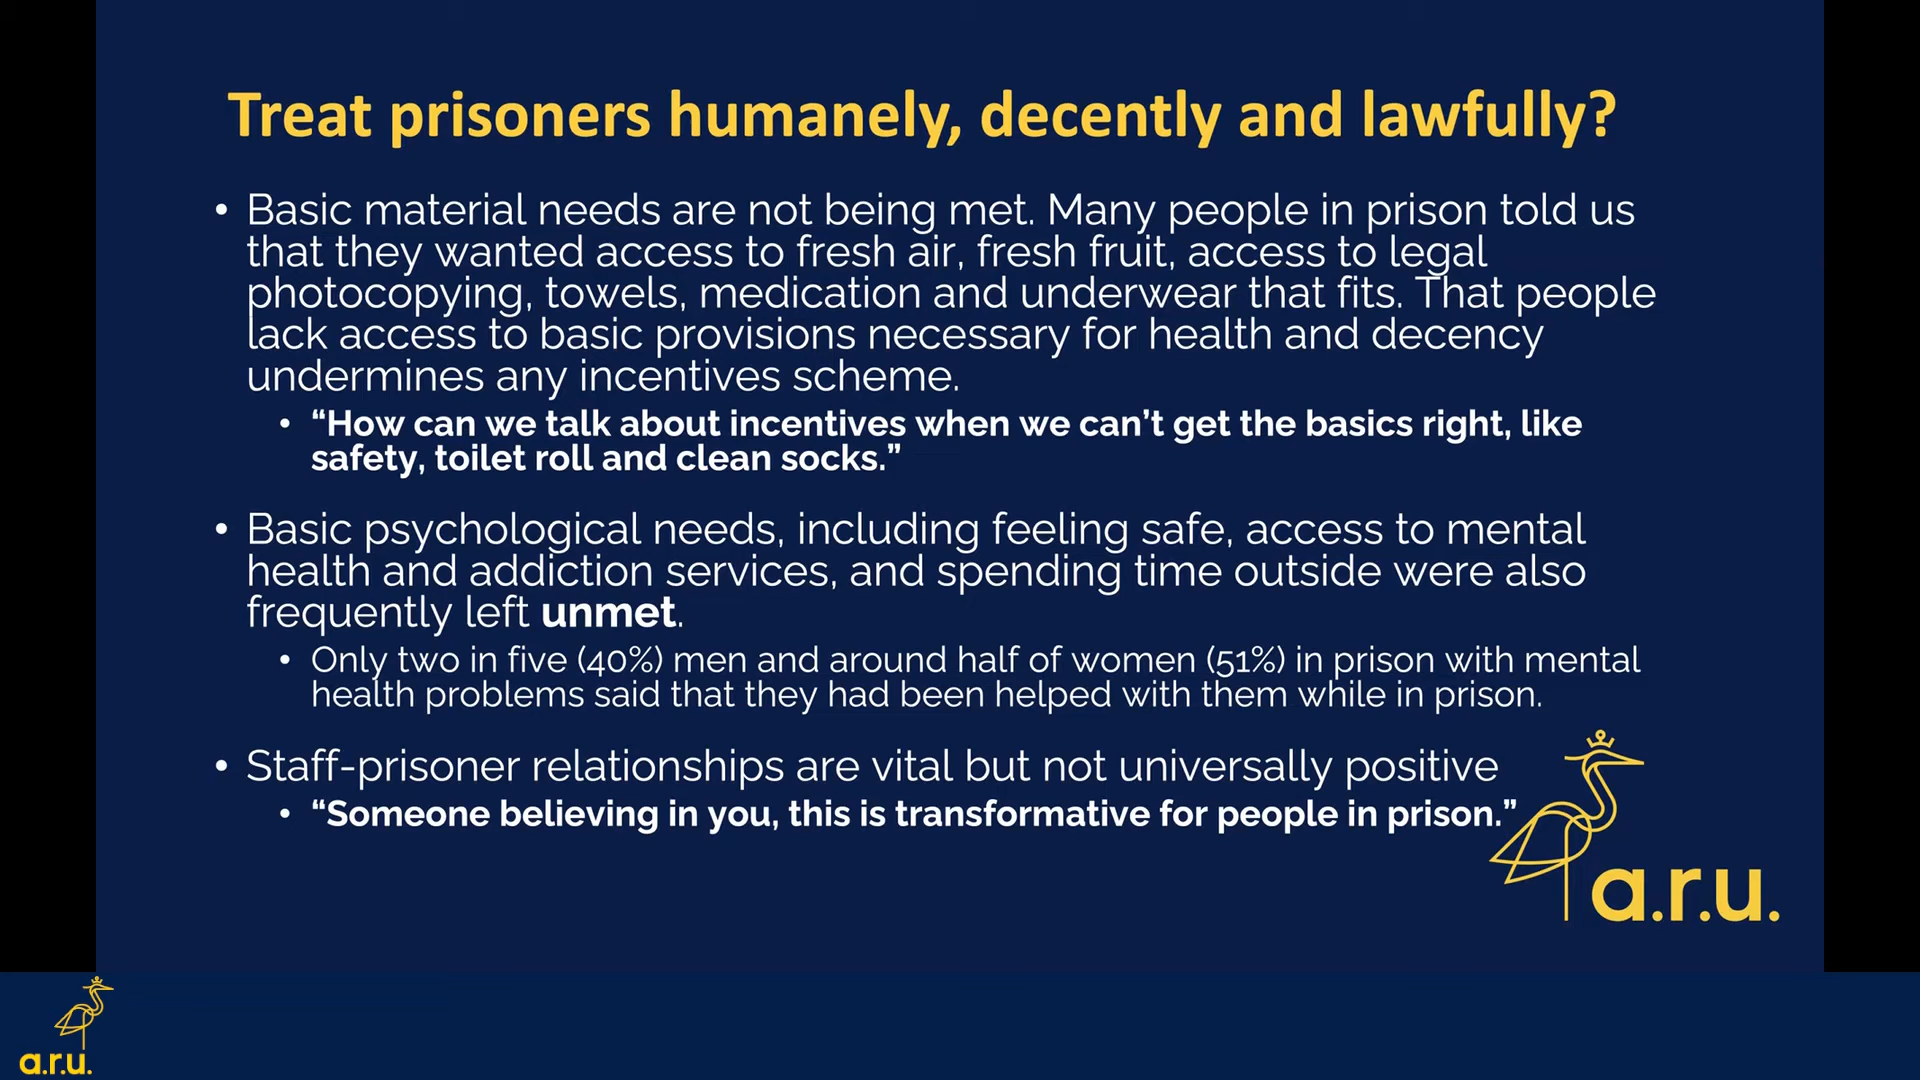 Treat prisoners humanely, decently and lawfully?
• Basic material needs are not being met. Many people in prison told us
that they wanted access to fresh air, fresh fruit, access to legal
photocopying, towels, medication and underwear that fits. That people
lack access to basic provisions necessary for health and decency
undermines any incentives scheme.
• “How can we talk about incentives when we can’t get the basics right, like
safety, toilet roll and clean socks.”
• Basic psychological needs, including feeling safe, access to mental
health and addiction services, and spending time outside were also
frequently left unmet.
• Only two in five (40%) men and around half of women (51%) in prison with mental
health problems said that they had been helped with them while in prison.
• Staff-prisoner relationships are vital but not universally positive
• “Someone believing in you, this is transformative for people in prison.”
a.r.u.
a.r.u.